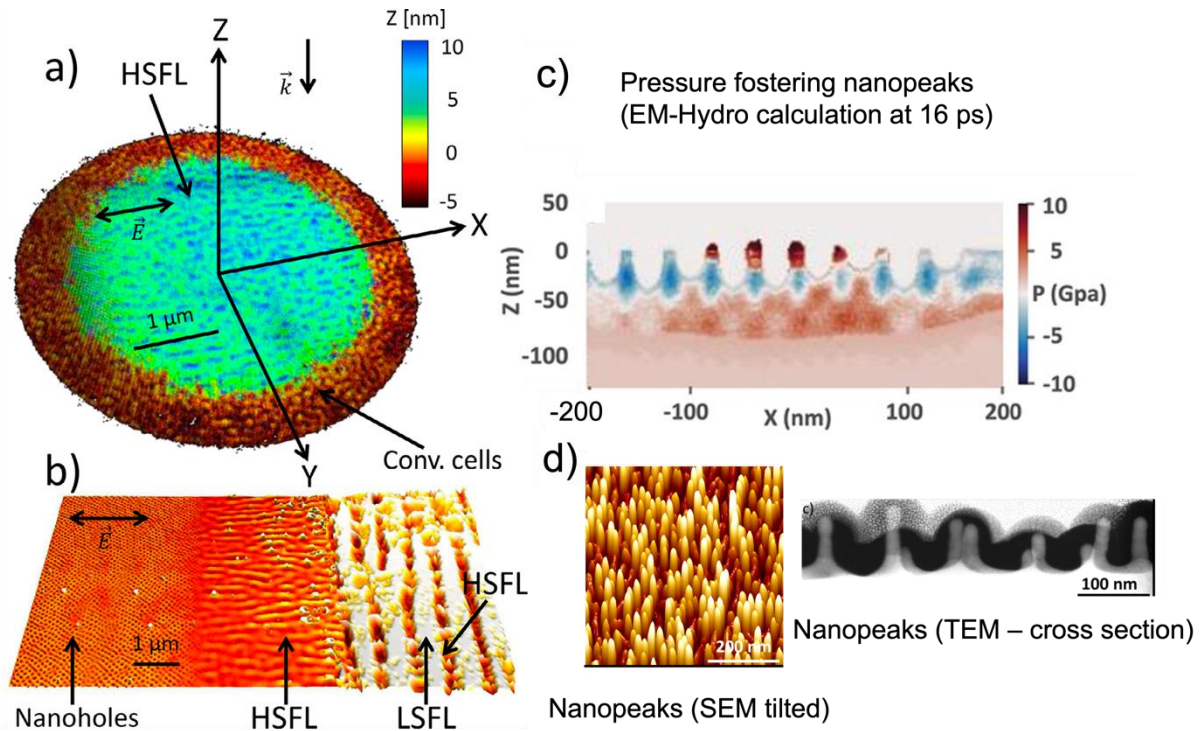 a)
Z
Z [nm]
10
5
0
-5
HSFL
k
E
X
1 µm
Conv. cells
Y
b)
E
1 µm
HSFL
Nanoholes
HSFL
LSFL
c)
Pressure fostering nanopeaks
(EM-Hydro calculation at 16 ps)
50
0
-50
-100
Z (nm)
-200
-100
100
200
X (nm)
10
5
P (Gpa)
-5
-10
d)
200 nm
Nanopeaks (SEM tilted)
c)
100 nm
Nanopeaks (TEM – cross section)